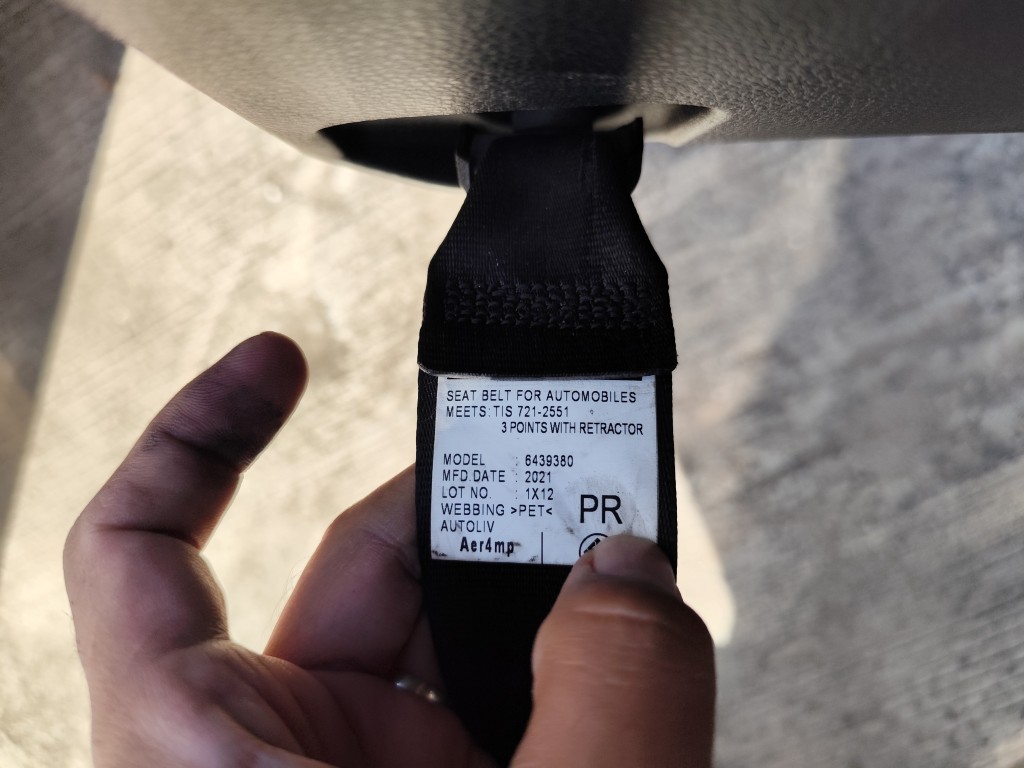 SEAT BELT FOR AUTOMOBILES
MEETS: TIS 721-2551
3 POINTS WITH RETRACTOR
MODEL : 6439380
MFD.DATE : 2021
LOT NO. : 1X12
WEBBING >PET<
PR
AUTOLIV
Aer4mp